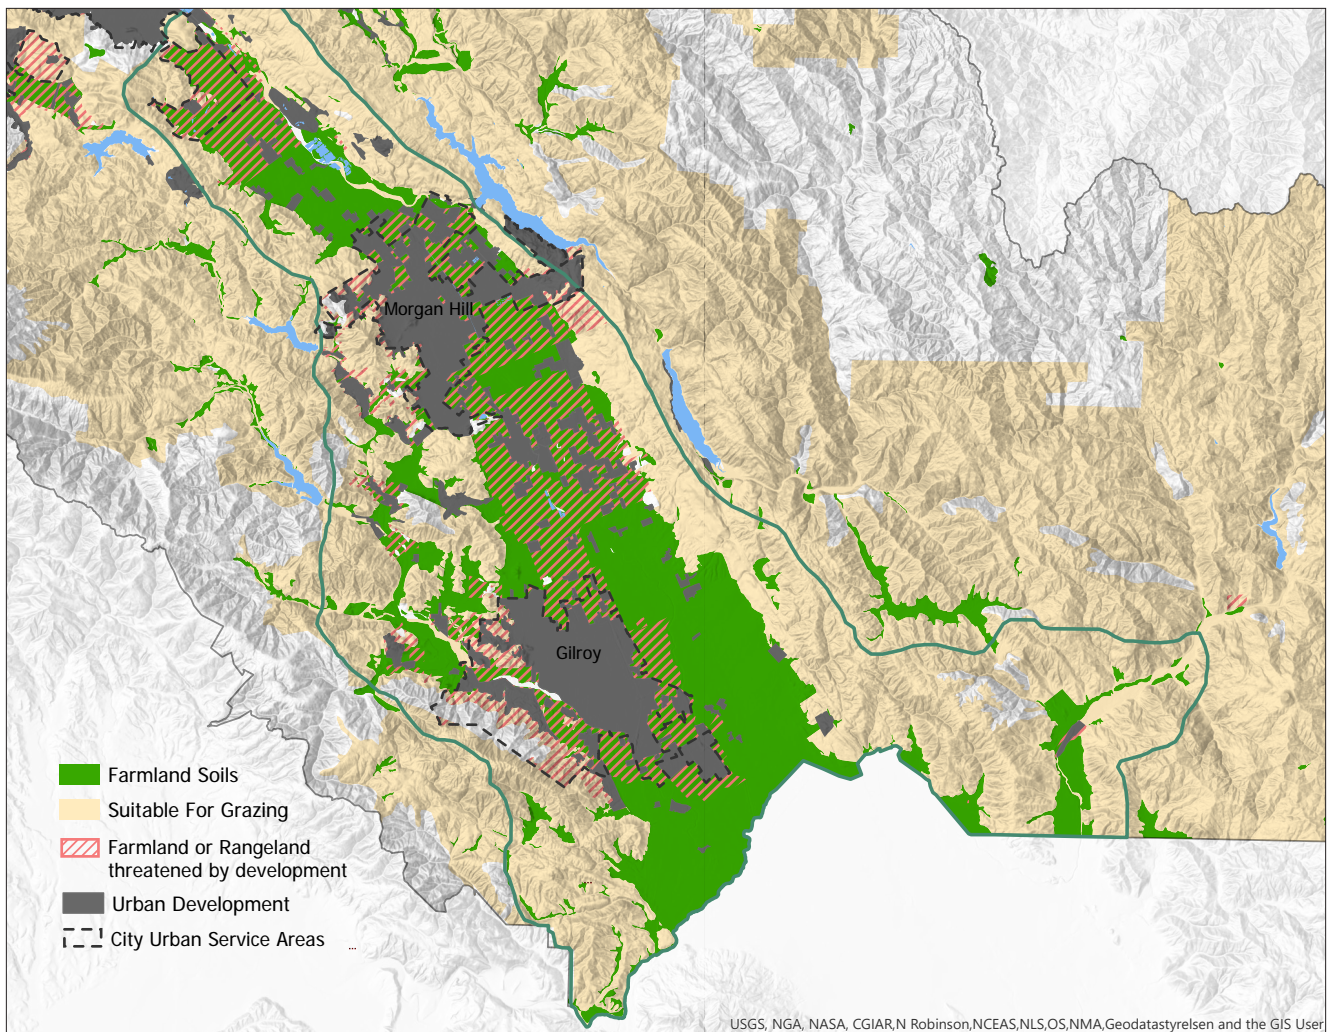 Morgan Hill
Gilroy
Farmland Soils
Suitable For Grazing
Farmland or Rangeland
threatened by development
Urban Development
City Urban Service Areas
...
USGS, NGA, NASA, CGIAR,N Robinson,NCEAS,NLS,OS,NMA,Geodatastyrelsen and the GIS User